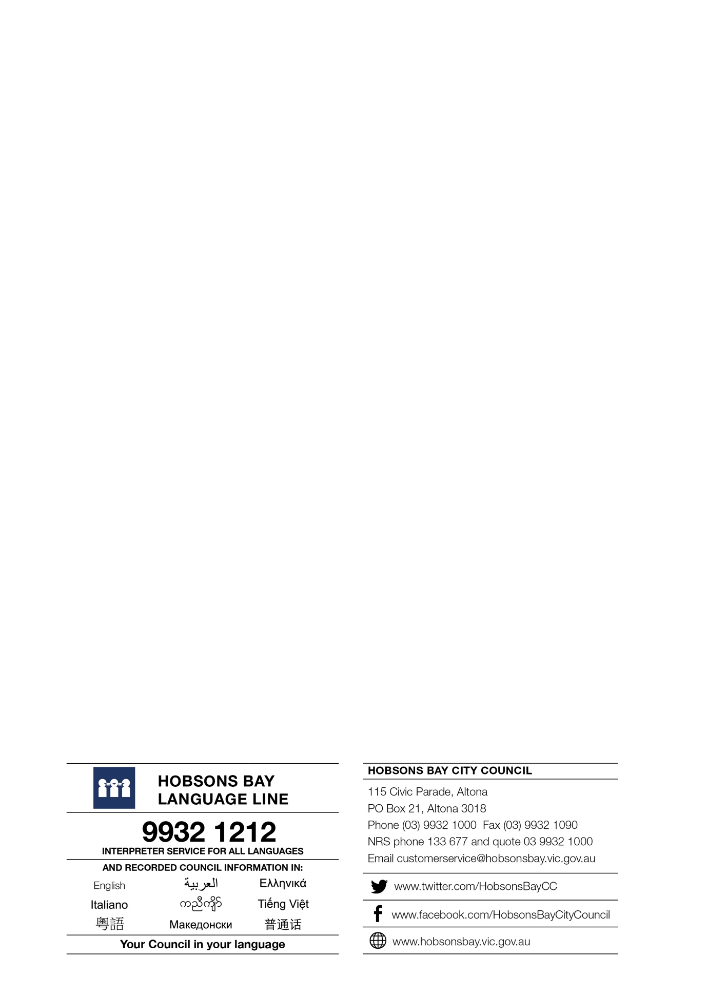 HOBSONS BAY
LANGUAGE LINE
9932 1212
INTERPRETER SERVICE FOR ALL LANGUAGES
AND RECORDED COUNCIL INFORMATION IN:
English العربية Ελληνικά
Italiano ကညီကျိာ် Tiếng Việt
粵語 Македонски 普通话
Your Council in your language
HOBSONS BAY CITY COUNCIL
115 Civic Parade, Altona
PO Box 21, Altona 3018
Phone (03) 9932 1000 Fax (03) 9932 1090
NRS phone 133 677 and quote 03 9932 1000
Email customerservice@hobsonsbay.vic.gov.au
www.twitter.com/HobsonsBayCC
www.facebook.com/HobsonsBayCityCouncil
www.hobsonsbay.vic.gov.au